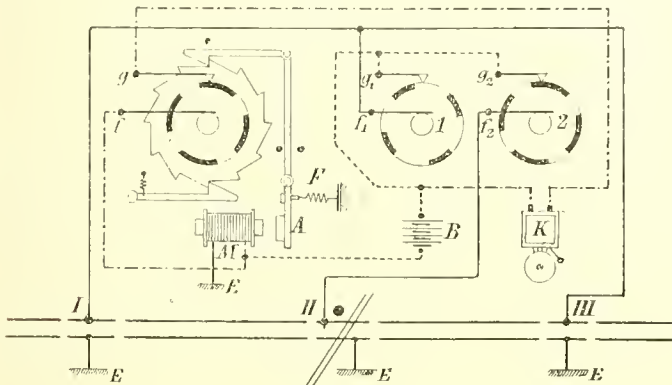 g g₁ g₂
f f₁ 1 f₂ 2
F
A B K
M
E
I II III
E E E